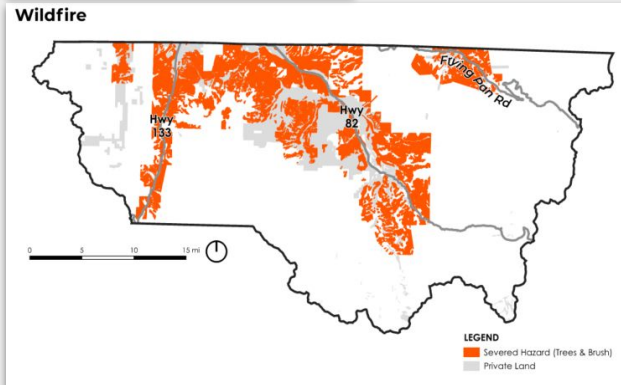 Wildfire
Frying Pan Rd
Hwy
133
Hwy
82
0 5 10 15 mi
LEGEND
Severed Hazard (Trees & Brush)
Private Land